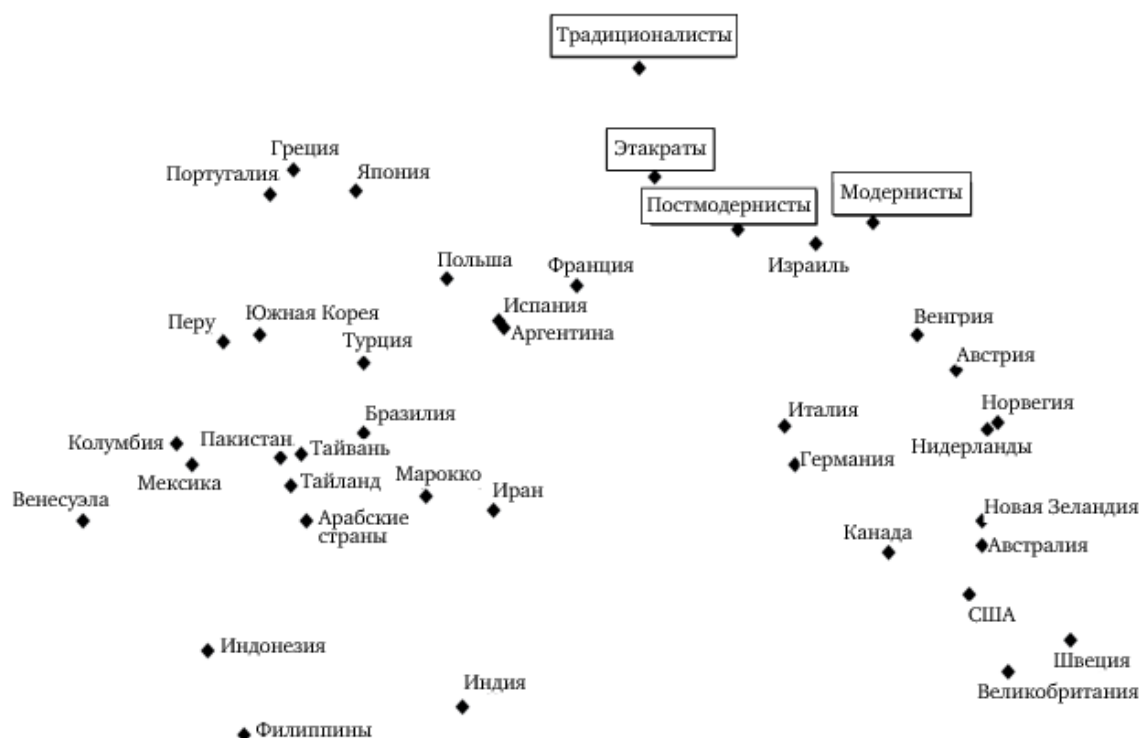 Традиционалисты
Этакраты
Греция
Португалия
Япония
Модернисты
Постмодернисты
Израиль
Польша
Франция
Испания
Южная Корея
Перу
Аргентина
Венгрия
Турция
Австрия
Бразилия
Италия
Норвегия
Колумбия
Пакистан
Тайвань
Нидерланды
Германия
Мексика
Тайланд
Марокко
Иран
Венесуэла
Новая Зеландия
Арабские
страны
Канада
Австралия
США
Индонезия
Швеция
Индия
Великобритания
Филиппины